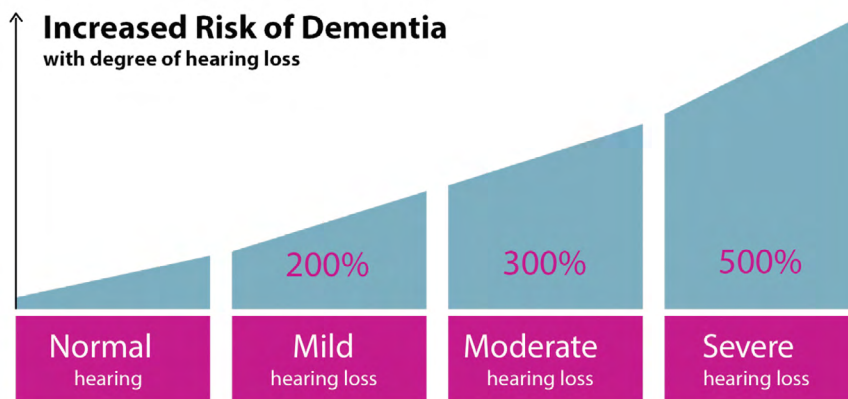 Increased Risk of Dementia
with degree of hearing loss
200%
300%
500%
Normal
hearing
Mild
hearing loss
Moderate
hearing loss
Severe
hearing loss